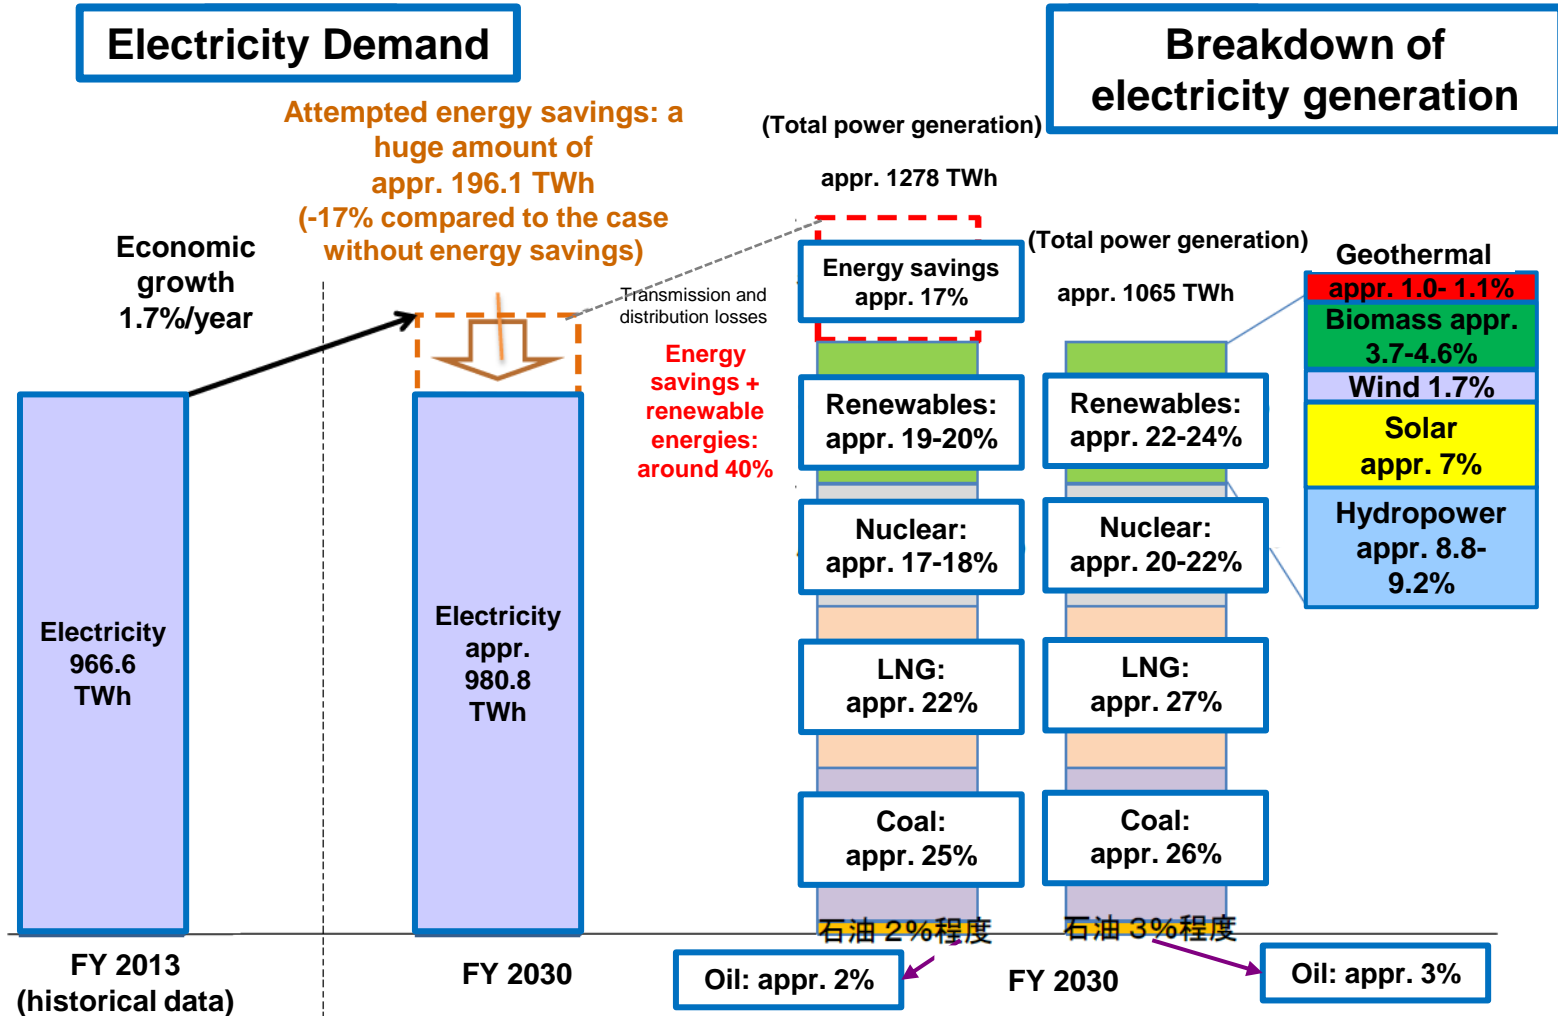 Electricity Demand
Breakdown of
electricity generation
Attempted energy savings: a
huge amount of
appr. 196.1 TWh
(-17% compared to the case
without energy savings)
Economic
growth
1.7%/year
(Total power generation)
appr. 1278 TWh
(Total power generation)
appr. 1065 TWh
Transmission and
distribution losses
Energy
savings +
renewable
energies:
around 40%
Electricity
966.6
TWh
Electricity
appr.
980.8
TWh
Energy savings
appr. 17%
Renewables:
appr. 19-20%
Nuclear:
appr. 17-18%
LNG:
appr. 22%
Coal:
appr. 25%
石油 2%程度
Renewables:
appr. 22-24%
Nuclear:
appr. 20-22%
LNG:
appr. 27%
Coal:
appr. 26%
石油 3%程度
Geothermal
appr. 1.0- 1.1%
Biomass appr.
3.7-4.6%
Wind 1.7%
Solar
appr. 7%
Hydropower
appr. 8.8-
9.2%
FY 2013
(historical data)
FY 2030
Oil: appr. 2%
FY 2030
Oil: appr. 3%